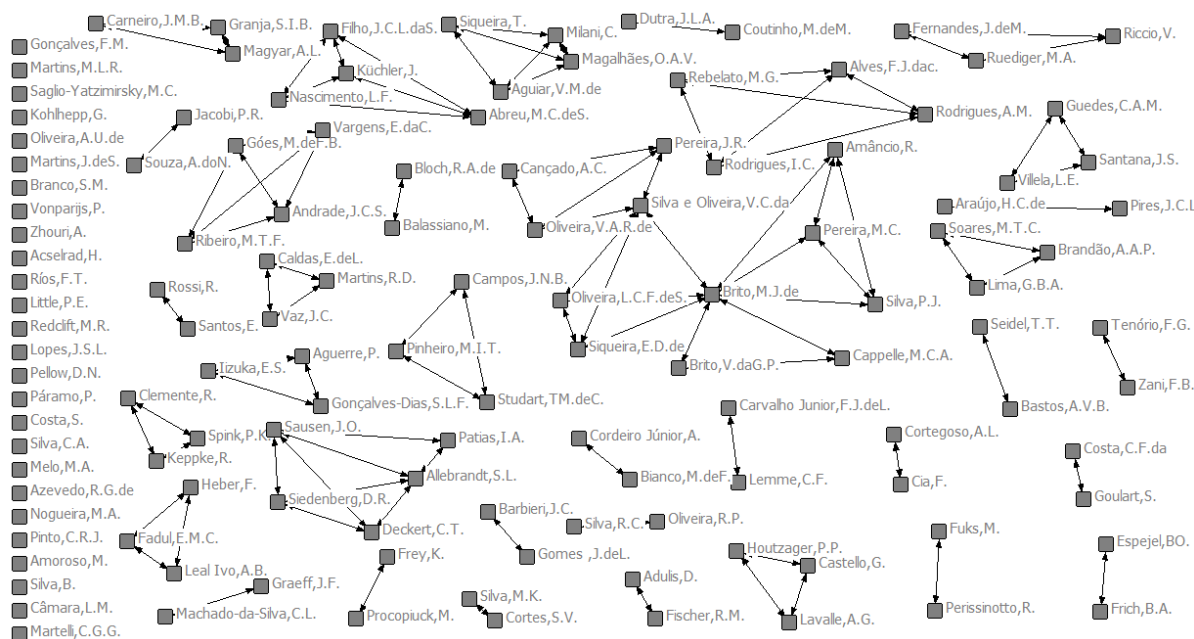 Gonçalves,F.M.
Martins,M.L.R.
Saglio-Yatzimirsky,M.C.
Kohlhepp,G.
Oliveira,A.U.de
Martins,J.deS.
Branco,S.M.
Vonparijs,P.
Zhouri,A.
Acselrad,H.
Ríos,F.T.
Little,P.E.
Redclift,M.R.
Lopes,J.S.L.
Pellow,D.N.
Páramo,P.
Costa,S.
Silva,C.A.
Melo,M.A.
Azevedo,R.G.de
Nogueira,M.A.
Pinto,C.R.J.
Amoroso,M.
Silva,B.
Câmara,L.M.
Martelli,C.G.G.
Carneiro,J.M.B.
Granja,S.I.B.
Magyar,A.L.
Filho,J.C.L.daS.
Küchler,J.
Nascimento,L.F.
Abreu,M.C.deS.
Siqueira,T.
Milani,C.
Magalhães,O.A.V.
Aguiar,V.M.de
Dutra,J.L.A.
Coutinho,M.deM.
Fernandes,J.deM.
Riccio,V.
Ruediger,M.A.
Rebelato,M.G.
Alves,F.J.dac.
Rodrigues,A.M.
Rodrigues,I.C.
Guedes,C.A.M.
Santana,J.S.
Villela,L.E.
Jacobi,P.R.
Souza,A.doN.
Vargens,E.daC.
Góes,M.deF.B.
Andrade,J.C.S.
Ribeiro,M.T.F.
Bloch,R.A.de
Balassiano,M.
Cançado,A.C.
Pereira,J.R.
Silva e Oliveira,V.C.da
Oliveira,V.A.R.de
Amâncio,R.
Pereira,M.C.
Silva,P.J.
Brito,M.J.de
Oliveira,L.C.F.deS.
Siqueira,E.D.de
Brito,V.daG.P.
Cappelle,M.C.A.
Araújo,H.C.de
Pires,J.C.L
Soares,M.T.C.
Brandão,A.A.P.
Lima,G.B.A.
Caldas,E.deL.
Martins,R.D.
Vaz,J.C.
Rossi,R.
Santos,E.
Campos,J.N.B.
Pinheiro,M.I.T.
Studart,TM.deC.
Seidel,T.T.
Bastos,A.V.B.
Tenório,F.G.
Zani,F.B.
Iizuka,E.S.
Aguerre,P.
Gonçalves-Dias,S.L.F.
Clemente,R.
Spink,P.K
Keppke,R.
Sausen,J.O.
Patias,I.A.
Allebrandt,S.L.
Siedenberg,D.R.
Deckert,C.T.
Carvalho Junior,F.J.deL.
Lemme,C.F.
Cordeiro Júnior,A.
Bianco,M.deF.
Cortegoso,A.L.
Cia,F.
Costa,C.F.da
Goulart,S.
Heber,F.
Fadul,E.M.C.
Leal Ivo,A.B.
Graeff,J.F.
Machado-da-Silva,C.L.
Frey,K.
Procopiuck,M.
Barbieri,J.C.
Gomes ,J.deL.
Silva,R.C.
Oliveira,R.P.
Silva,M.K.
Cortes,S.V.
Adulis,D.
Fischer,R.M.
Houtzager,P.P.
Castello,G.
Lavalle,A.G.
Fuks,M.
Perissinotto,R.
Espejel,BO.
Frich,B.A.